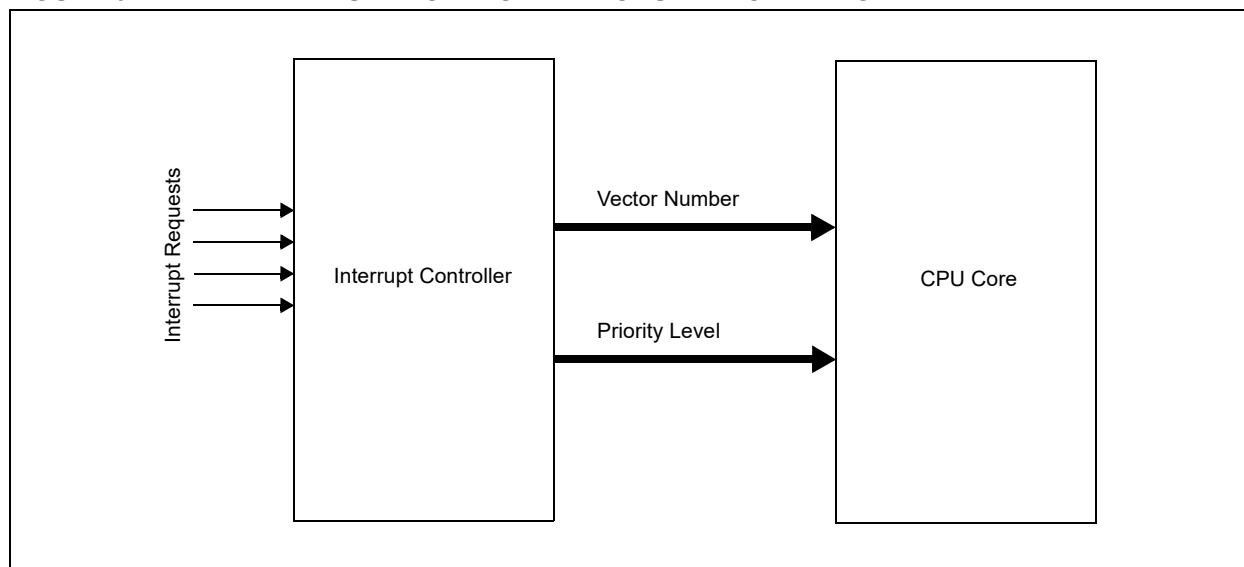 Interrupt Requests
Interrupt Controller
Vector Number
Priority Level
CPU Core